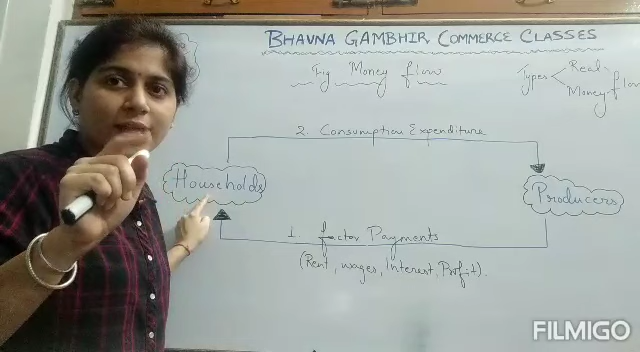 BHAVNA GAMBHIR COMMERCE CLASSES
Fig Money flow
Types Real
Money flow
2. Consumption Expenditure
Households
Producers
1. factor Payments
(Rent, wages, Interest, Profit).
FILMIGO